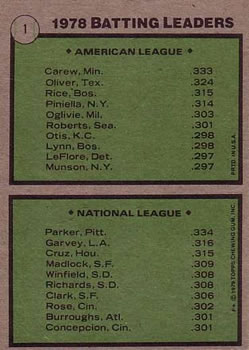 1
1978 BATTING LEADERS
AMERICAN LEAGUE
Carew, Min. .333
Oliver, Tex. .324
Rice, Bos. .315
Piniella, N.Y. .314
Oglivie, Mil. .303
Roberts, Sea. .301
Otis, K.C. .298
Lynn, Bos. .298
LeFlore, Det. .297
Munson, N.Y. .297
PRTD. IN U.S.A.
NATIONAL LEAGUE
Parker, Pitt. .334
Garvey, L.A. .316
Cruz, Hou. .315
Madlock, S.F. .309
Winfield, S.D. .308
Richards, S.D. .308
Clark, S.F. .306
Rose, Cin. .302
Burroughs, Atl. .301
Concepcion, Cin. .301
© 1979 TOPPS CHEWING GUM, INC.